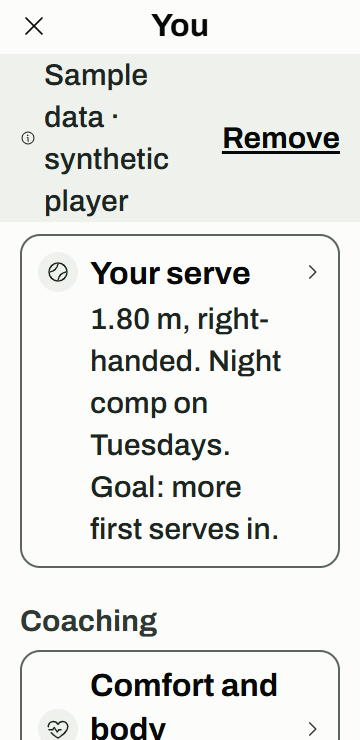 You
Sample
data ·
synthetic
player
Remove
Your serve
1.80 m, right-
handed. Night
comp on
Tuesdays.
Goal: more
first serves in.
Coaching
Comfort and
body